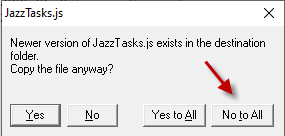 JazzTasks.js
Newer version of JazzTasks.js exists in the destination
folder.
Copy the file anyway?
Yes No Yes to All No to All